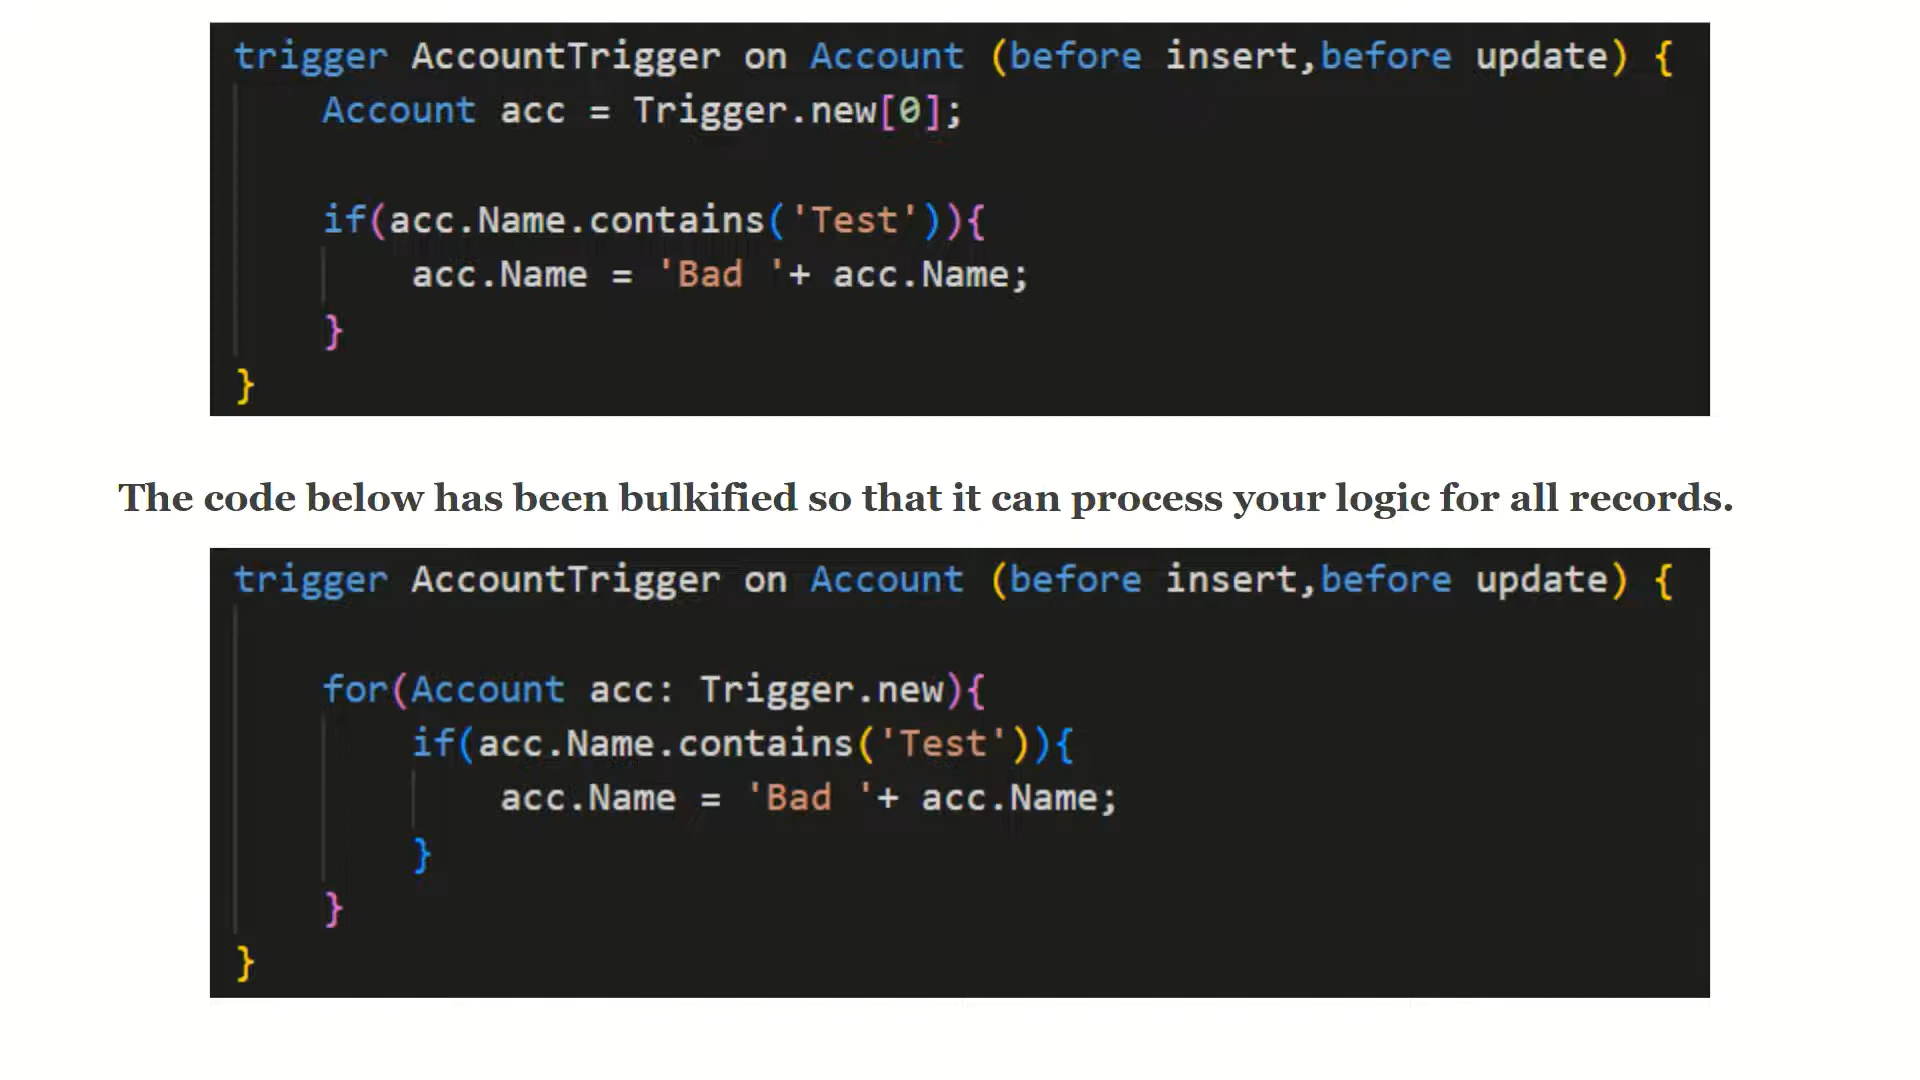 trigger AccountTrigger on Account (before insert,before update) {
Account acc = Trigger.new[0];
if(acc.Name.contains('Test')){
acc.Name = 'Bad '+ acc.Name;
}
}
The code below has been bulkified so that it can process your logic for all records.
trigger AccountTrigger on Account (before insert,before update) {
for(Account acc: Trigger.new){
if(acc.Name.contains('Test')){
acc.Name = 'Bad '+ acc.Name;
}
}
}